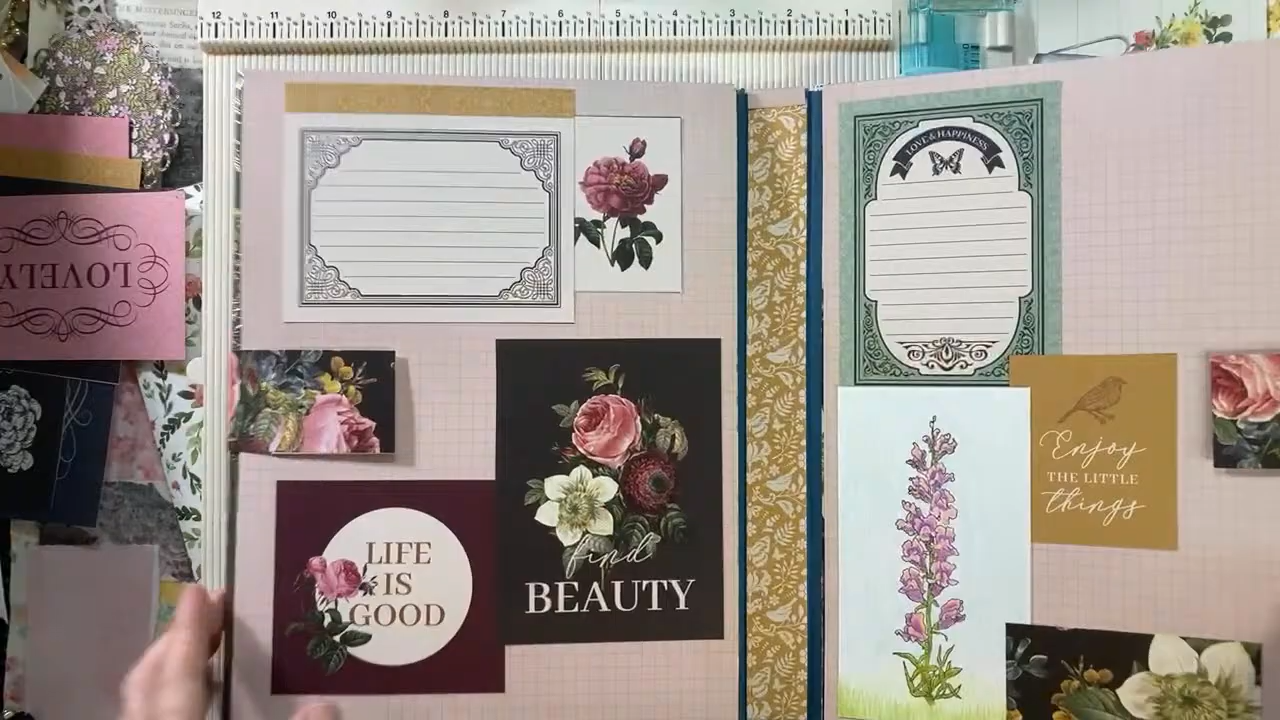 12 11 10 9 8 7 6 5 4 3 2 1
LOVE & HAPPINESS
LOVELY
Enjoy
THE LITTLE
things
LIFE
IS
GOOD
find
BEAUTY